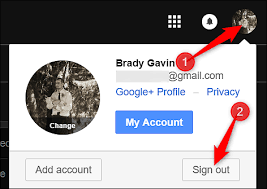 Brady Gavin
1
@gmail.com
Google+ Profile – Privacy
Change
My Account
2
Add account
Sign out